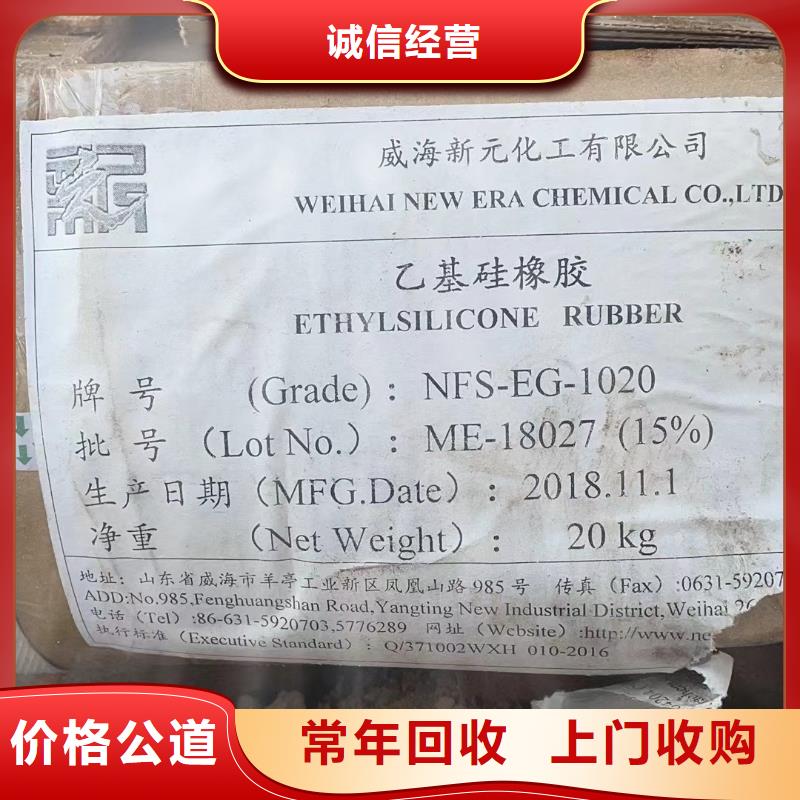 诚信经营
威海新元化工有限公司
WEIHAI NEW ERA CHEMICAL CO.,LTD
乙基硅橡胶
ETHYLSILICONE RUBBER
牌 号 (Grade) : NFS-EG-1020
批 号 (Lot No.) : ME-18027 (15%)
生产日期 (MFG.Date) : 2018.11.1
净重 (Net Weight) : 20 kg
地址: 山东省威海市羊亭工业新区凤凰山路 985 号 传真 (Fax) :0631-59207
ADD:No.985,Fenghuangshan Road,Yangting New Industrial District,Weihai 26
电话 (Tel) :86-631-5920703,5776289 网址 (Website) :http://www.ne
执行标准 (Executive Standard) : Q/371002WXH 010-2016
价格公道 常年回收 上门收购